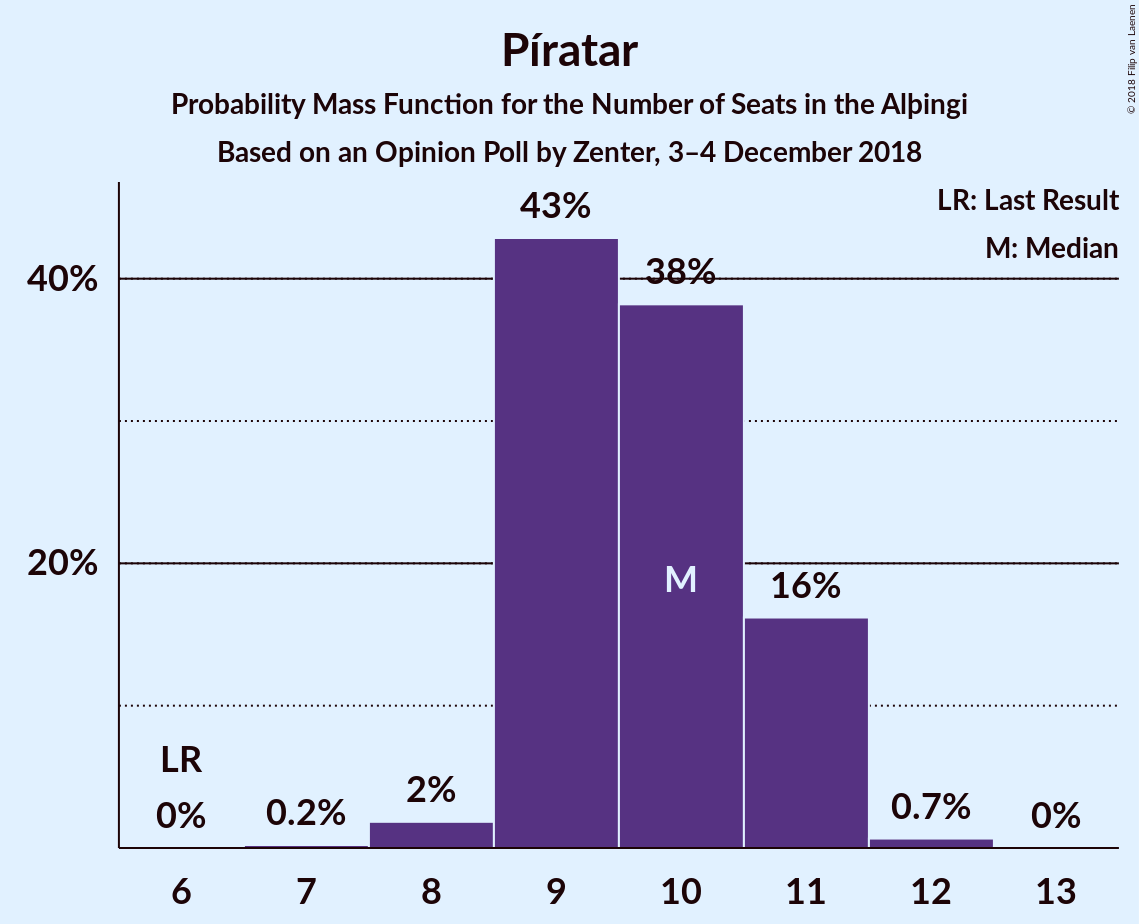 Píratar
Probability Mass Function for the Number of Seats in the Alþingi
Based on an Opinion Poll by Zenter, 3–4 December 2018
© 2018 Filip van Laenen
LR: Last Result
M: Median
43%
38%
40%
20%
M
16%
LR
0%
0.2%
2%
0.7%
0%
6 7 8 9 10 11 12 13